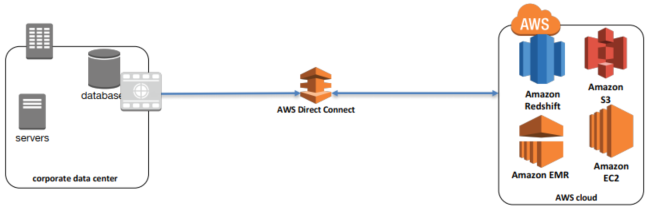 AWS
database
servers
corporate data center
AWS Direct Connect
Amazon
Redshift
Amazon
S3
Amazon EMR
Amazon
EC2
AWS cloud